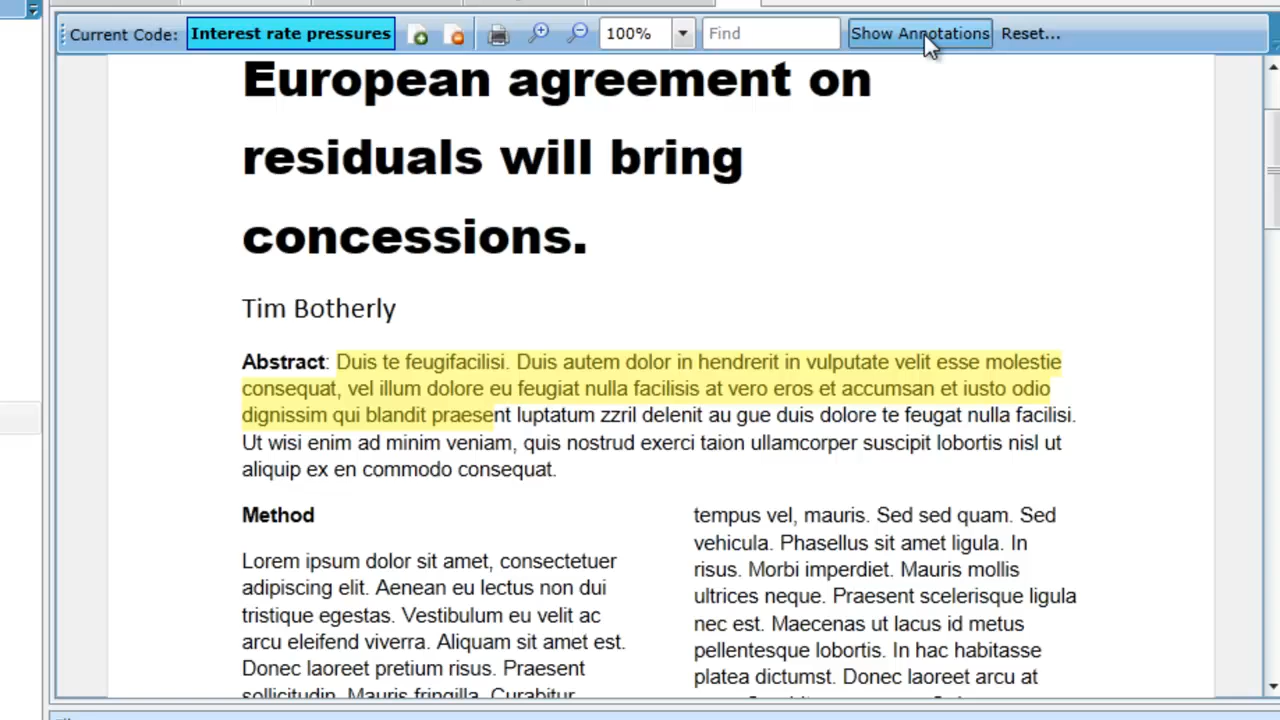 Current Code: Interest rate pressures 100% Find Show Annotations Reset...
European agreement on
residuals will bring
concessions.
Tim Botherly
Abstract: Duis te feugifacilisi. Duis autem dolor in hendrerit in vulputate velit esse molestie
consequat, vel illum dolore eu feugiat nulla facilisis at vero eros et accumsan et iusto odio
dignissim qui blandit praesent luptatum zzril delenit au gue duis dolore te feugat nulla facilisi.
Ut wisi enim ad minim veniam, quis nostrud exerci taion ullamcorper suscipit lobortis nisl ut
aliquip ex en commodo consequat.
Method
Lorem ipsum dolor sit amet, consectetuer
adipiscing elit. Aenean eu lectus non dui
tristique egestas. Vestibulum eu velit ac
arcu eleifend viverra. Aliquam sit amet est.
Donec laoreet pretium risus. Praesent
sollicitudin. Mauris fringilla. Curabitur
tempus vel, mauris. Sed sed quam. Sed
vehicula. Phasellus sit amet ligula. In
risus. Morbi imperdiet. Mauris mollis
ultrices neque. Praesent scelerisque ligula
nec est. Maecenas ut lacus id metus
pellentesque lobortis. In hac habitasse
platea dictumst. Donec laoreet arcu at